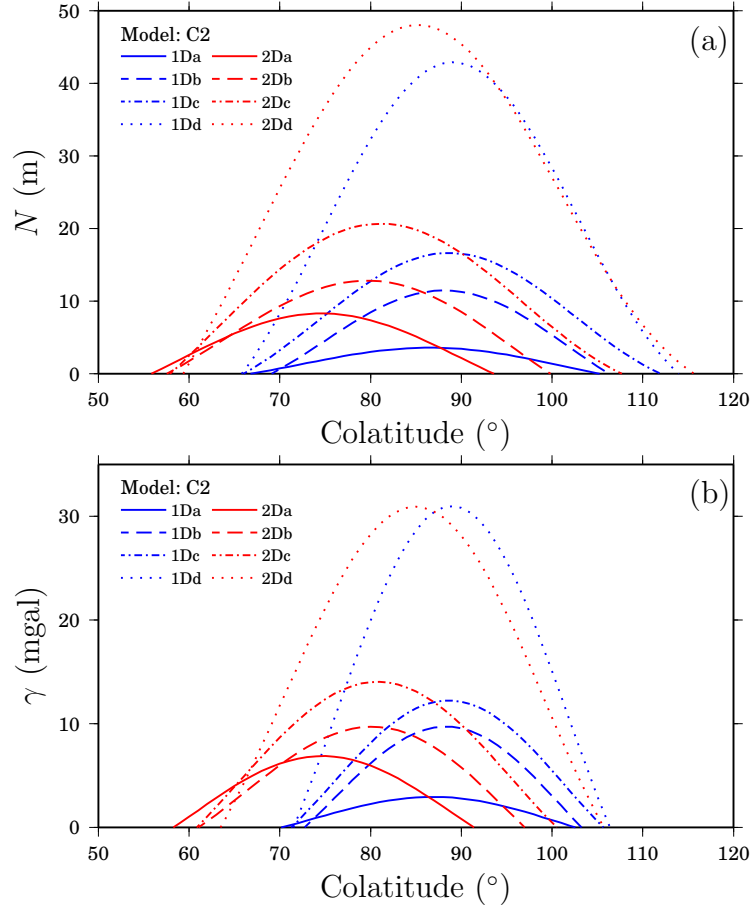 Model: C2
(a)
1Da 2Da
1Db 2Db
1Dc 2Dc
1Dd 2Dd
N (m)
50
40
30
20
10
0
50 60 70 80 90 100 110 120
Colatitude (°)
Model: C2
(b)
1Da 2Da
1Db 2Db
1Dc 2Dc
1Dd 2Dd
γ (mgal)
30
20
10
0
50 60 70 80 90 100 110 120
Colatitude (°)